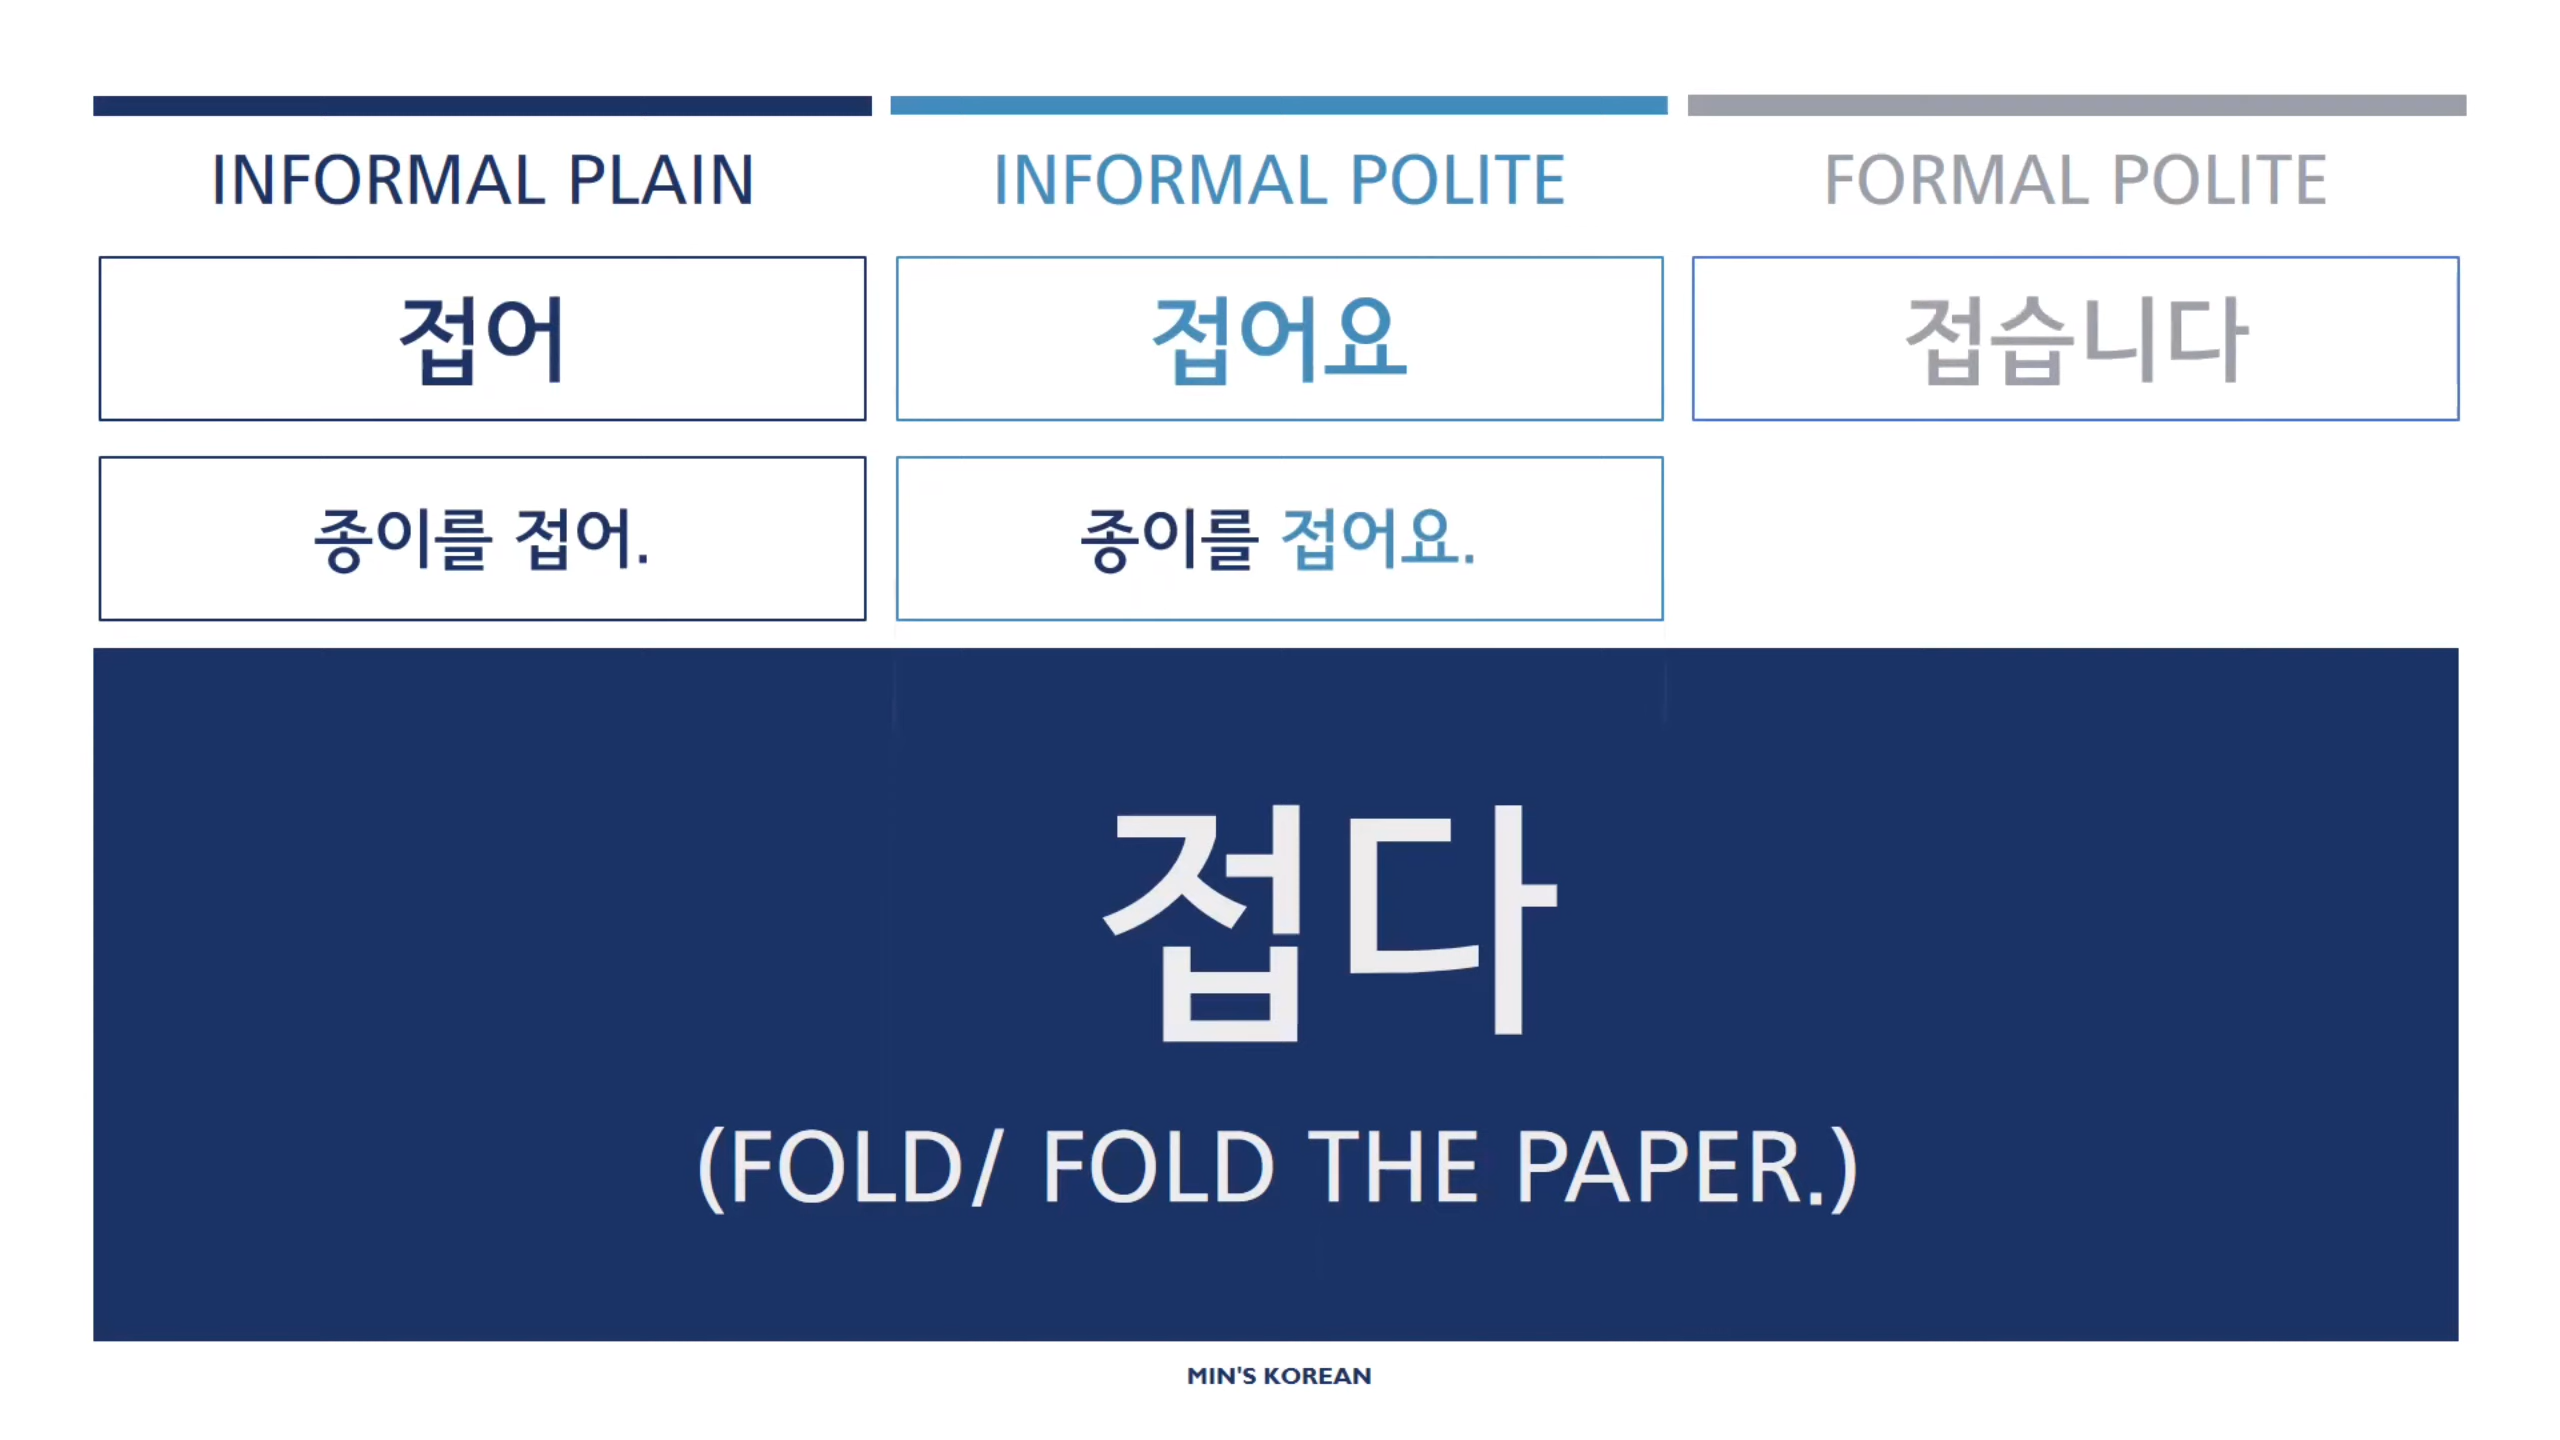 INFORMAL PLAIN
INFORMAL POLITE
FORMAL POLITE
접어
접어요
접습니다
종이를 접어.
종이를 접어요.
접다
(FOLD/ FOLD THE PAPER.)
MIN'S KOREAN